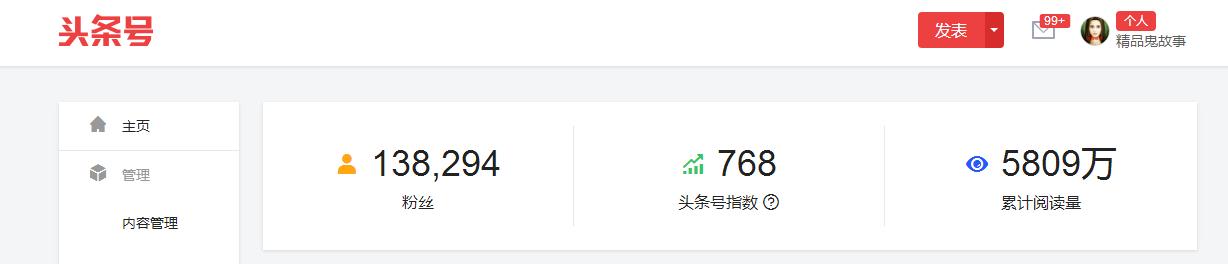 头条号
发表
99+
个人
精品鬼故事
主页
管理
内容管理
138,294
粉丝
768
头条号指数
5809万
累计阅读量